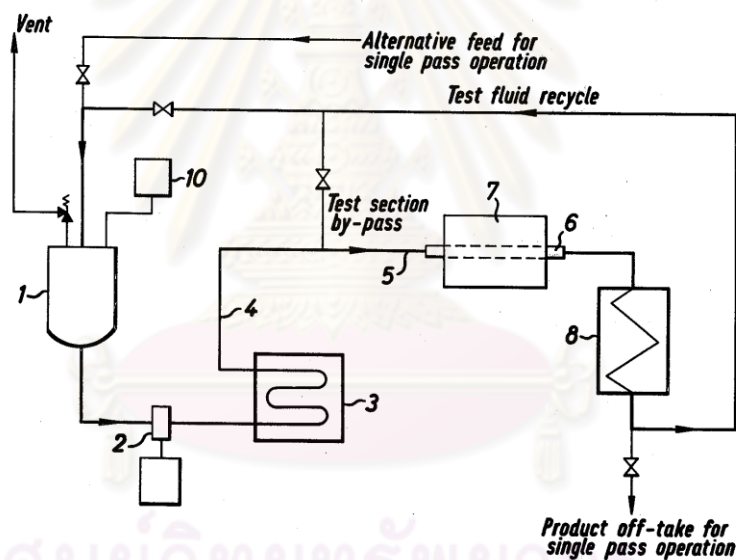 Vent
Alternative feed for
single pass operation
Test fluid recycle
10
7
Test section
by-pass
6
1
5
4
8
3
2
Product off-take for
single pass operation